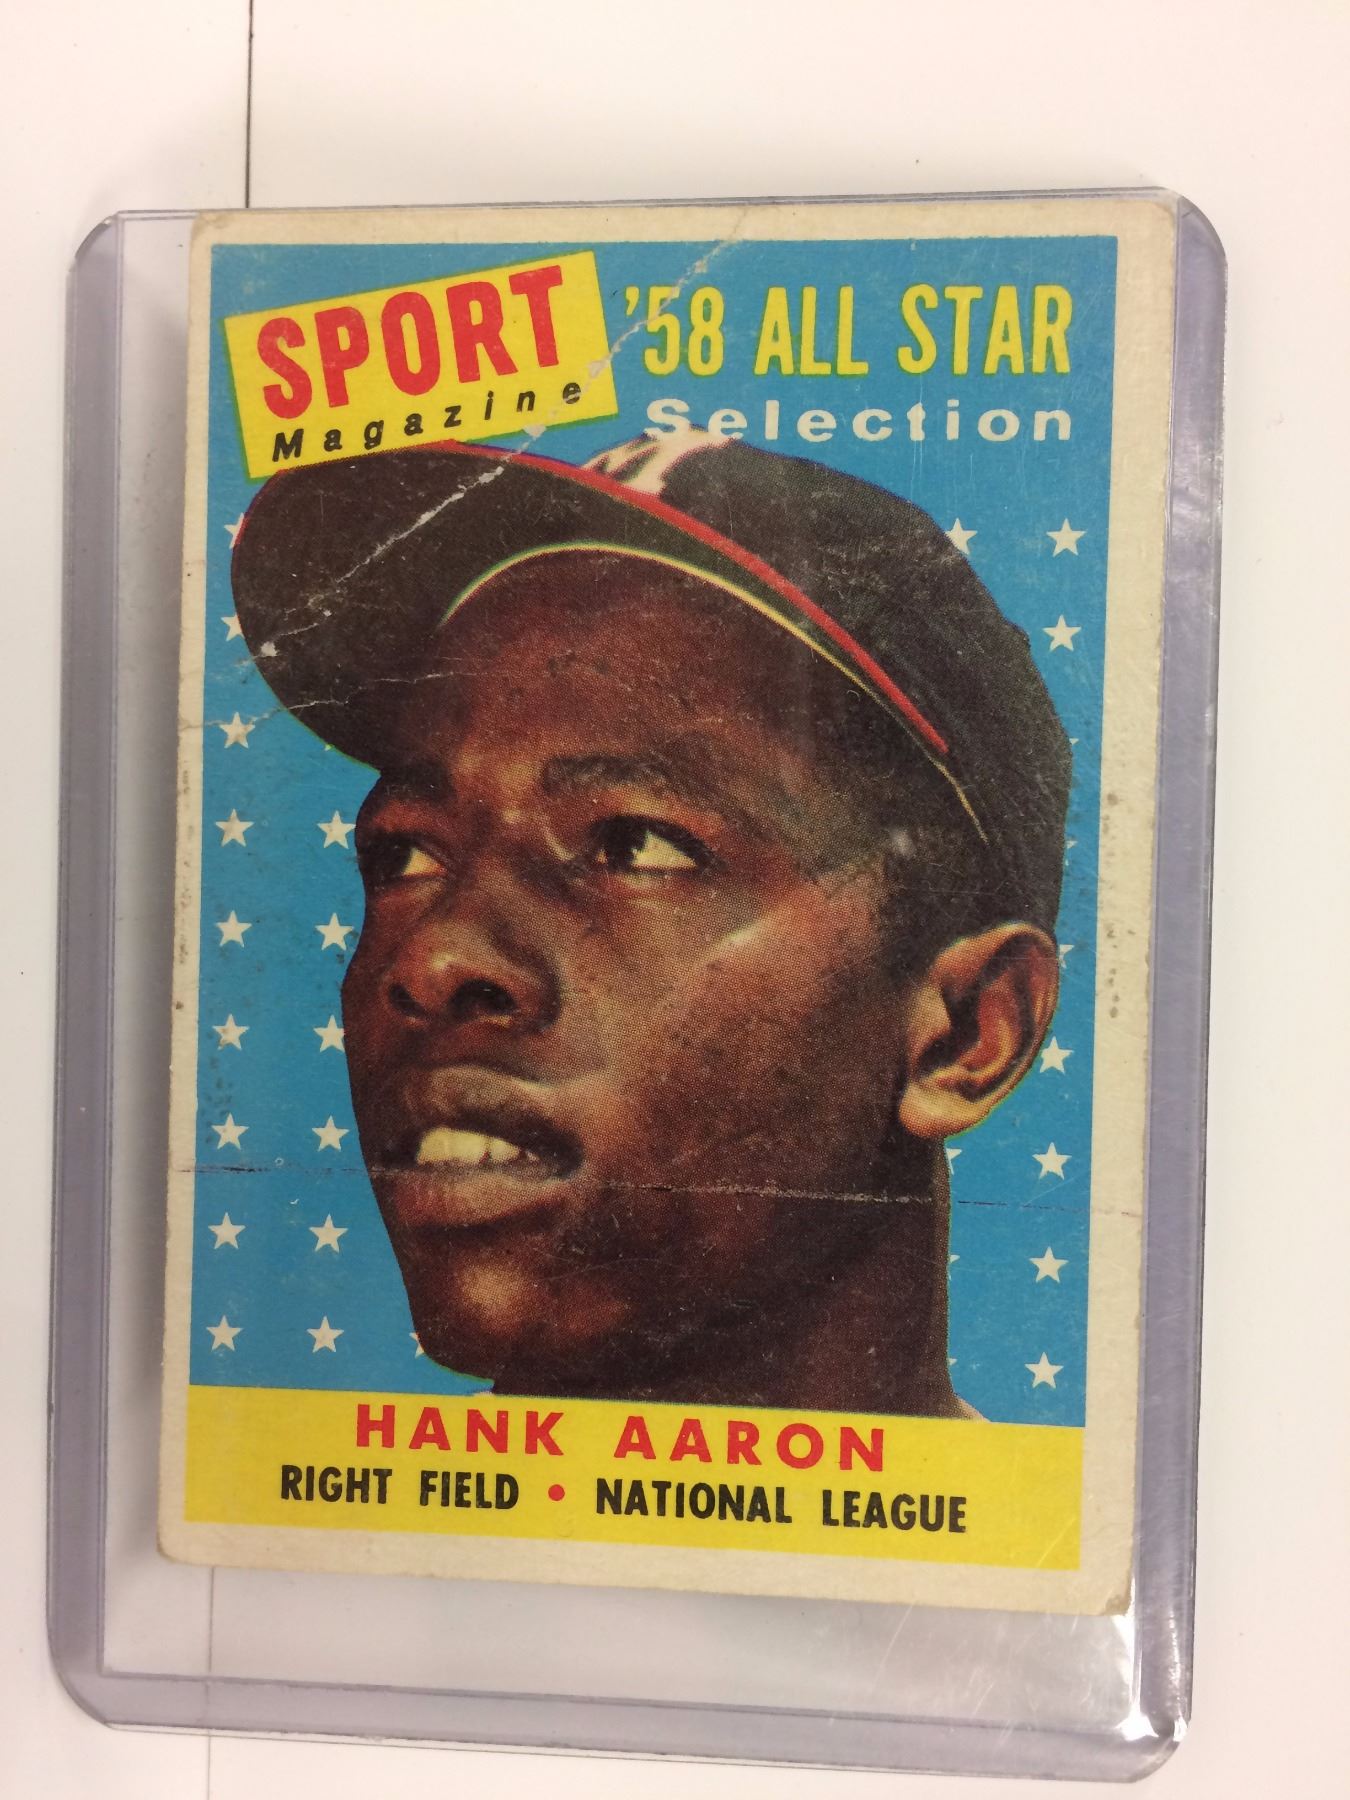 SPORT
Magazine
'58 ALL STAR
Selection
HANK AARON
RIGHT FIELD • NATIONAL LEAGUE